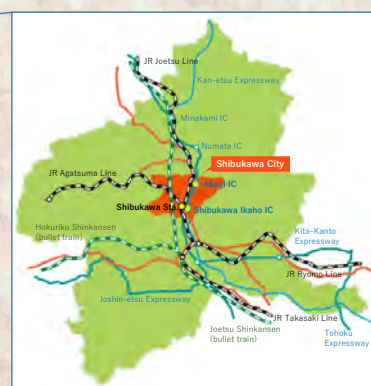 JR Joetsu Line
Kan-etsu Expressway
Minakami IC
Numata IC
Shibukawa City
JR Agatsuma Line
Akagi IC
Shibukawa Sta.
Shibukawa Ikaho IC
Hokuriku Shinkansen
(bullet train)
Kita-Kanto
Expressway
JR Ryomo Line
Joshin-etsu Expressway
JR Takasaki Line
Joetsu Shinkansen
(bullet train)
Tohoku
Expressway